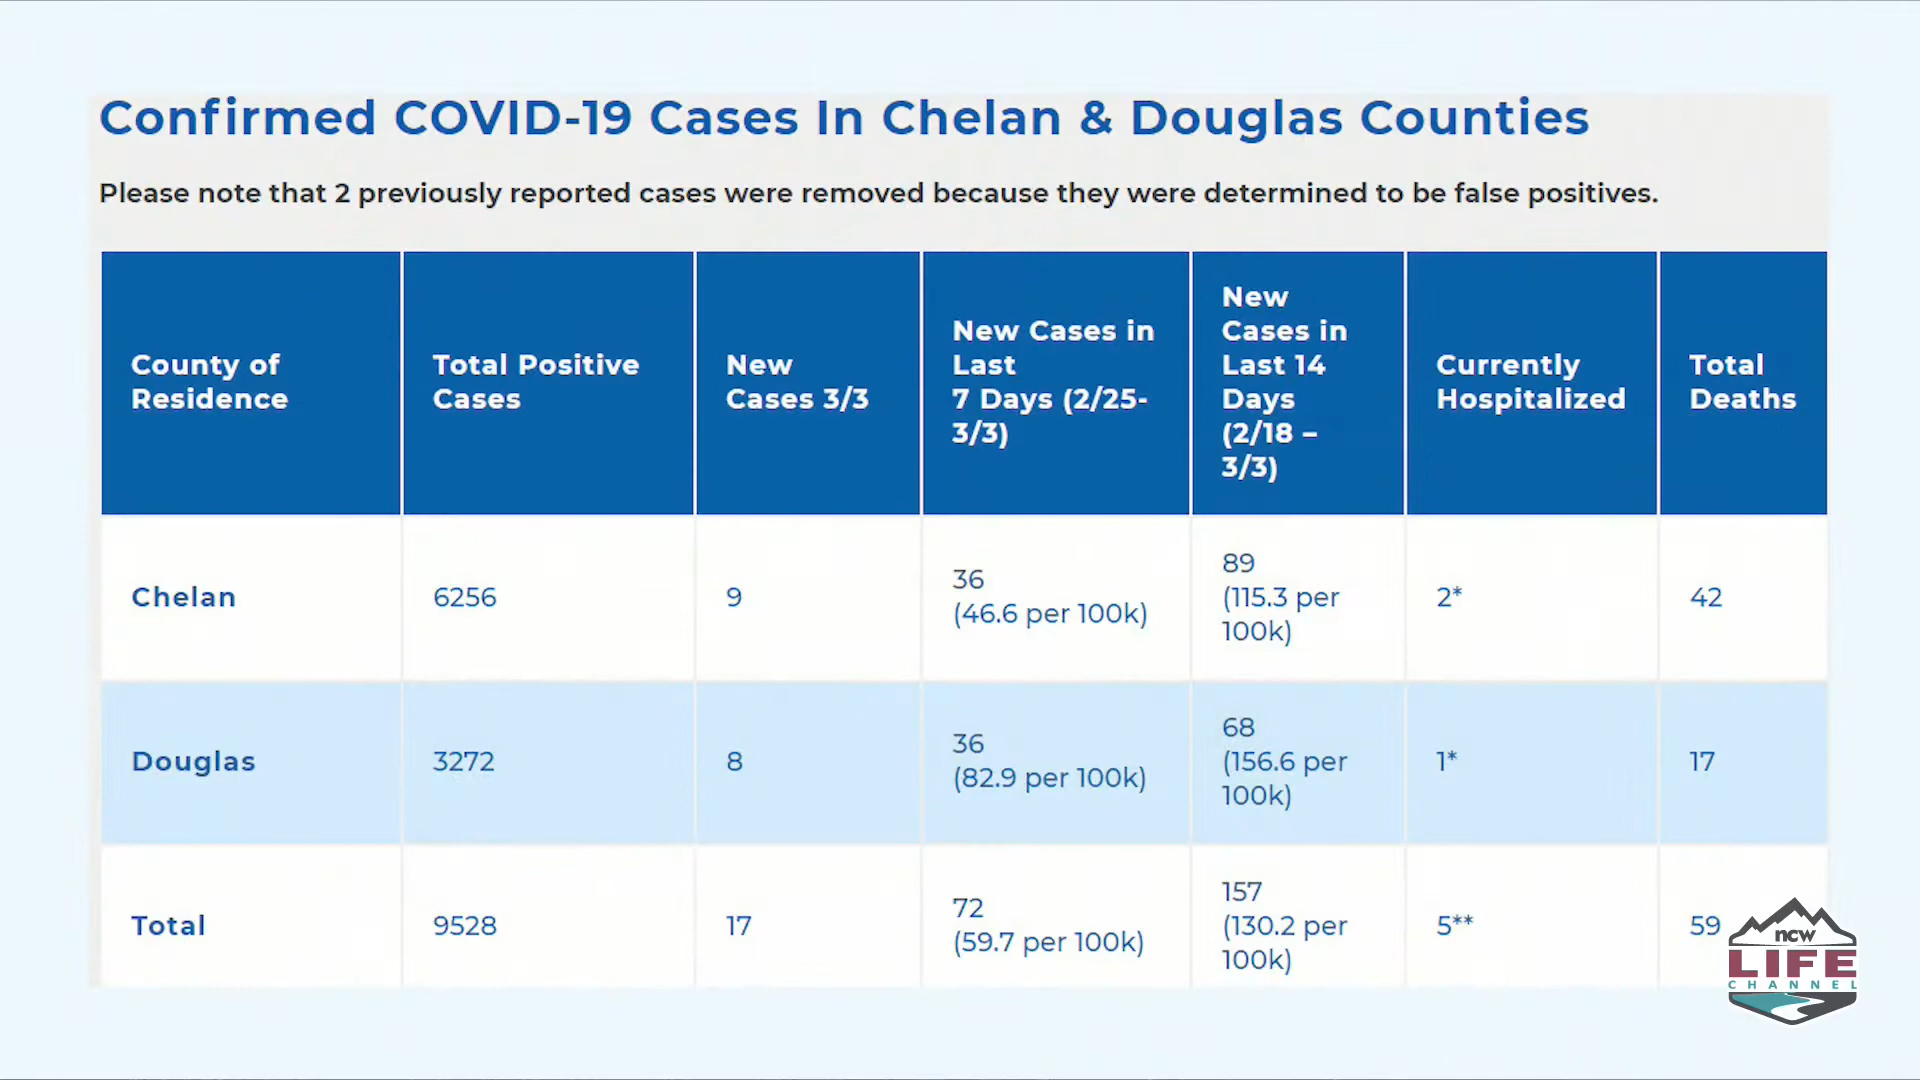 Confirmed COVID-19 Cases In Chelan & Douglas Counties
Please note that 2 previously reported cases were removed because they were determined to be false positives.
County of
Residence
Total Positive
Cases
New
Cases 3/3
New Cases in
Last
7 Days (2/25-
3/3)
New
Cases in
Last 14
Days
(2/18 –
3/3)
Currently
Hospitalized
Total
Deaths
Chelan
6256
9
36
(46.6 per 100k)
89
(115.3 per
100k)
2*
42
Douglas
3272
8
36
(82.9 per 100k)
68
(156.6 per
100k)
1*
17
Total
9528
17
72
(59.7 per 100k)
157
(130.2 per
100k)
5**
59
ncw
LIFE
CHANNEL